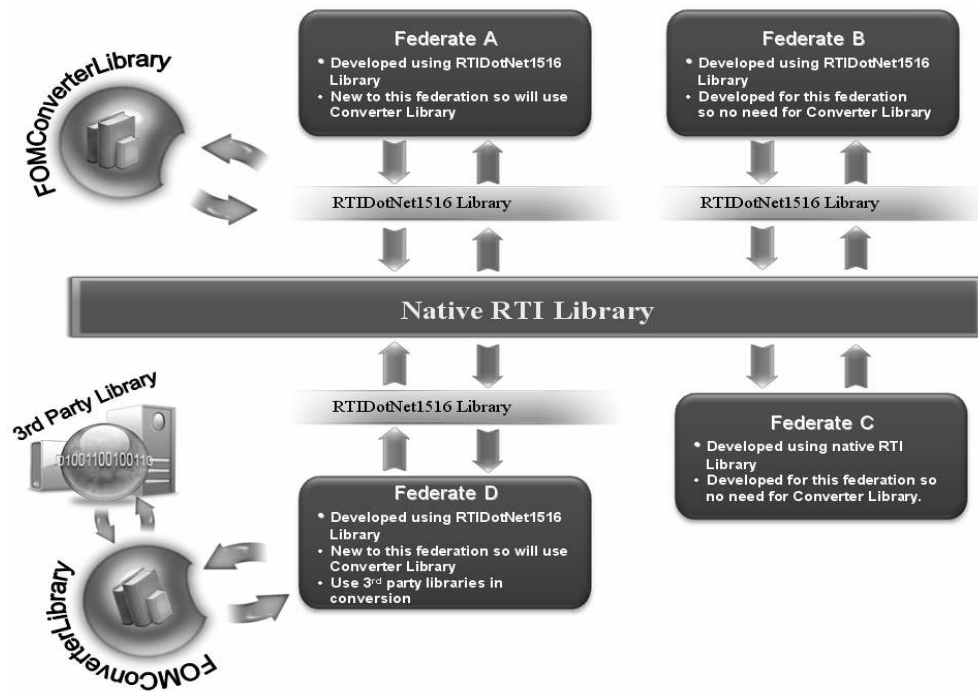 FOMConverterLibrary
Federate A
• Developed using RTIDotNet1516
Library
• New to this federation so will use
Converter Library
Federate B
• Developed using RTIDotNet1516
Library
• Developed for this federation
so no need for Converter Library
RTIDotNet1516 Library
RTIDotNet1516 Library
Native RTI Library
RTIDotNet1516 Library
3rd Party Library
01001100100110
Federate C
• Developed using native RTI
Library
• Developed for this federation so
no need for Converter Library.
Federate D
• Developed using RTIDotNet1516
Library
• New to this federation so will use
Converter Library
• Use 3rd party libraries in
conversion
FOMConverterLibrary